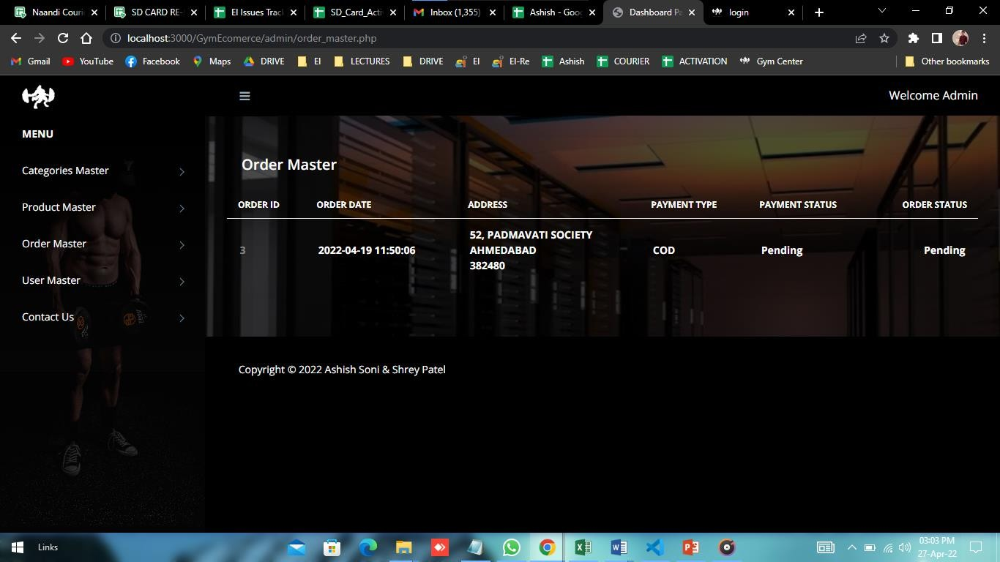 Naandi Couri
SD CARD RE-
EI Issues Trac
SD_Card_Acti
Inbox (1,355)
Ashish - Goo
Dashboard Pa
login
localhost:3000/GymEcomerce/admin/order_master.php
Gmail
YouTube
Facebook
Maps
DRIVE
EI
LECTURES
DRIVE
EI
EI-Re
Ashish
COURIER
ACTIVATION
Gym Center
Other bookmarks
Welcome Admin
MENU
Categories Master
Product Master
Order Master
User Master
Contact Us
Order Master
ORDER ID ORDER DATE ADDRESS PAYMENT TYPE PAYMENT STATUS ORDER STATUS
3 2022-04-19 11:50:06 52, PADMAVATI SOCIETY
AHMEDABAD
382480
COD Pending Pending
Copyright © 2022 Ashish Soni & Shrey Patel
Links
03:03 PM
27-Apr-22